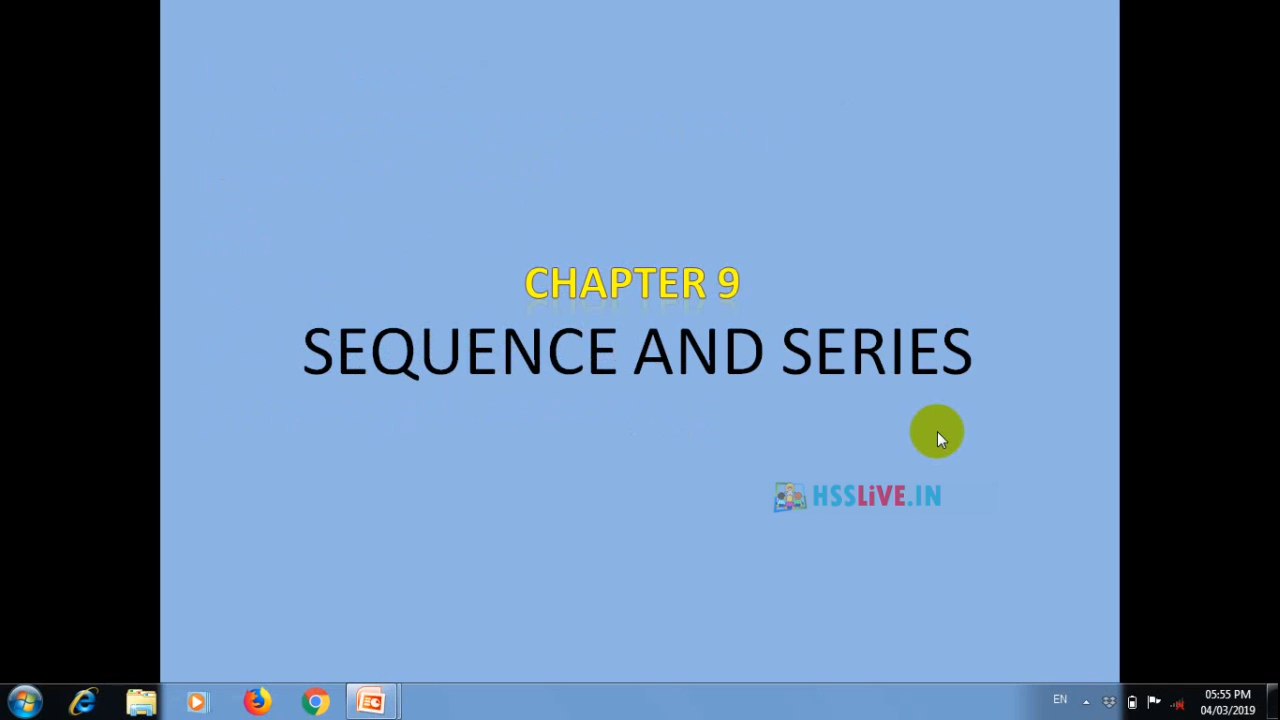 CHAPTER 9
SEQUENCE AND SERIES
HSSLiVE.IN
EN
05:55 PM
04/03/2019